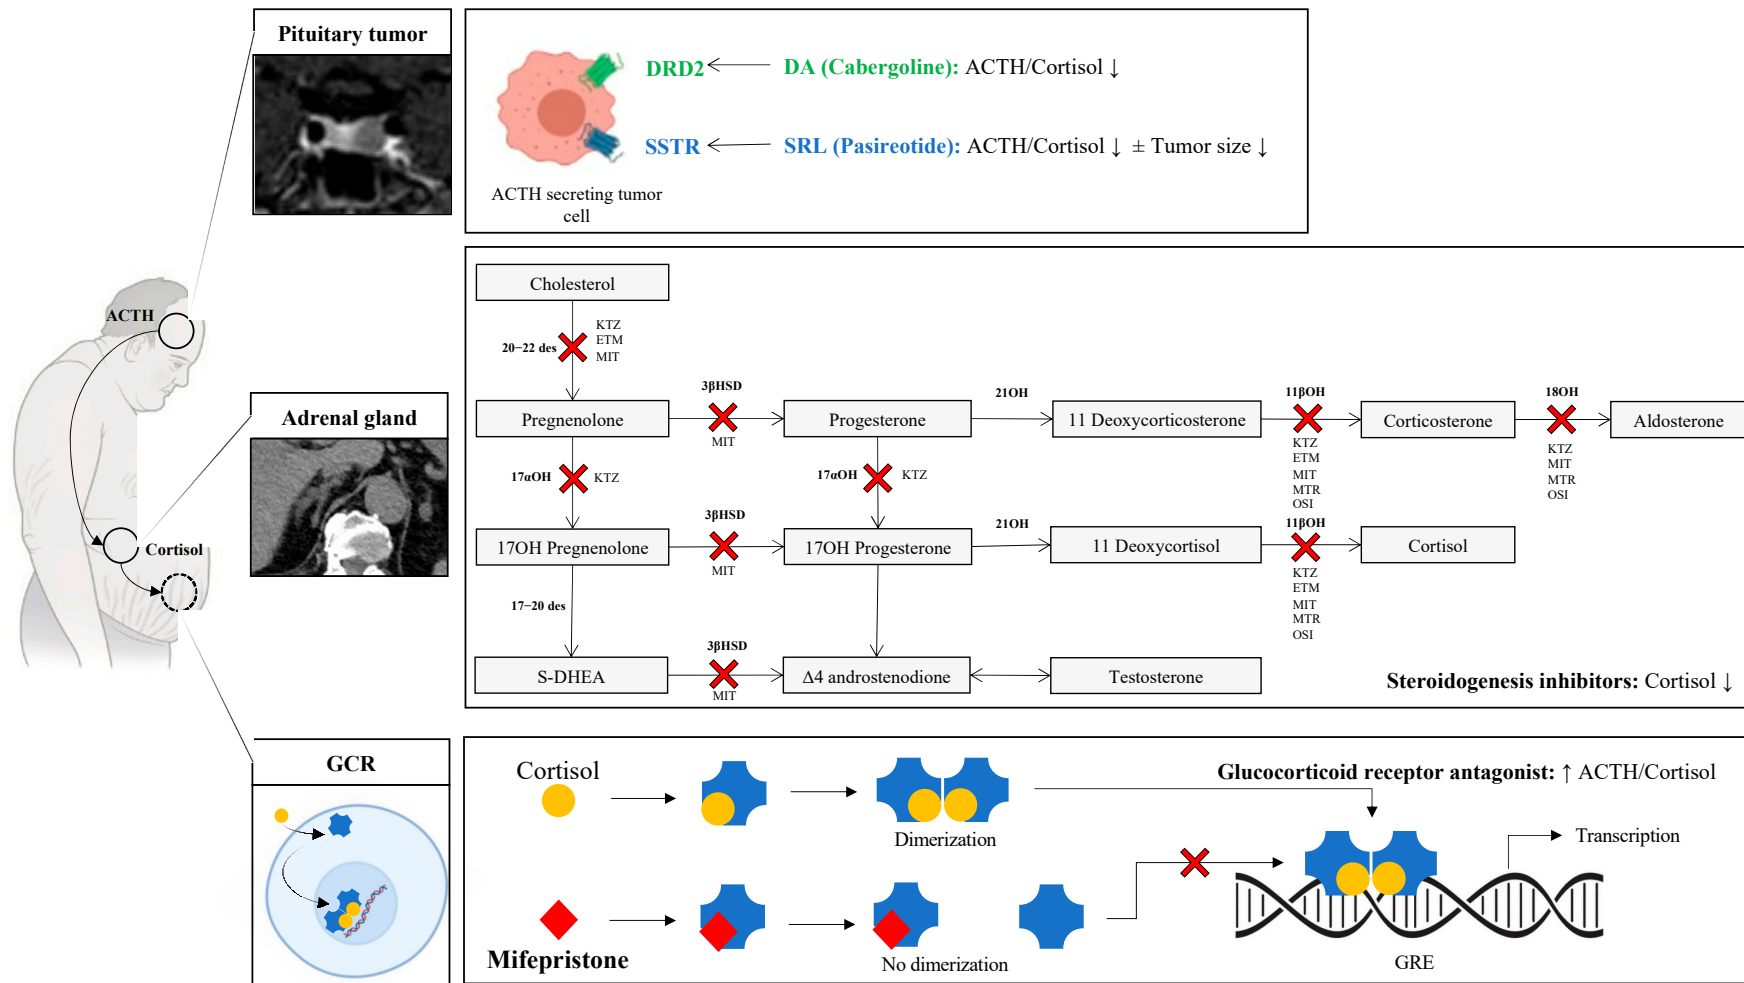 Pituitary tumor
DRD2
DA (Cabergoline): ACTH/Cortisol ↓
SSTR
SRL (Pasireotide): ACTH/Cortisol ↓ ± Tumor size ↓
ACTH secreting tumor
cell
ACTH
Adrenal gland
Cortisol
Cholesterol
20−22 des
KTZ
ETM
MIT
Pregnenolone
3βHSD
MIT
Progesterone
21OH
11 Deoxycorticosterone
11βOH
KTZ
ETM
MIT
MTR
OSI
Corticosterone
18OH
KTZ
MIT
MTR
OSI
Aldosterone
17αOH
KTZ
17αOH
KTZ
17OH Pregnenolone
3βHSD
MIT
17OH Progesterone
21OH
11 Deoxycortisol
11βOH
KTZ
ETM
MIT
MTR
OSI
Cortisol
17−20 des
S-DHEA
3βHSD
MIT
Δ4 androstenodione
Testosterone
Steroidogenesis inhibitors: Cortisol ↓
GCR
Cortisol
Dimerization
Glucocorticoid receptor antagonist: ↑ ACTH/Cortisol
Transcription
Mifepristone
No dimerization
GRE